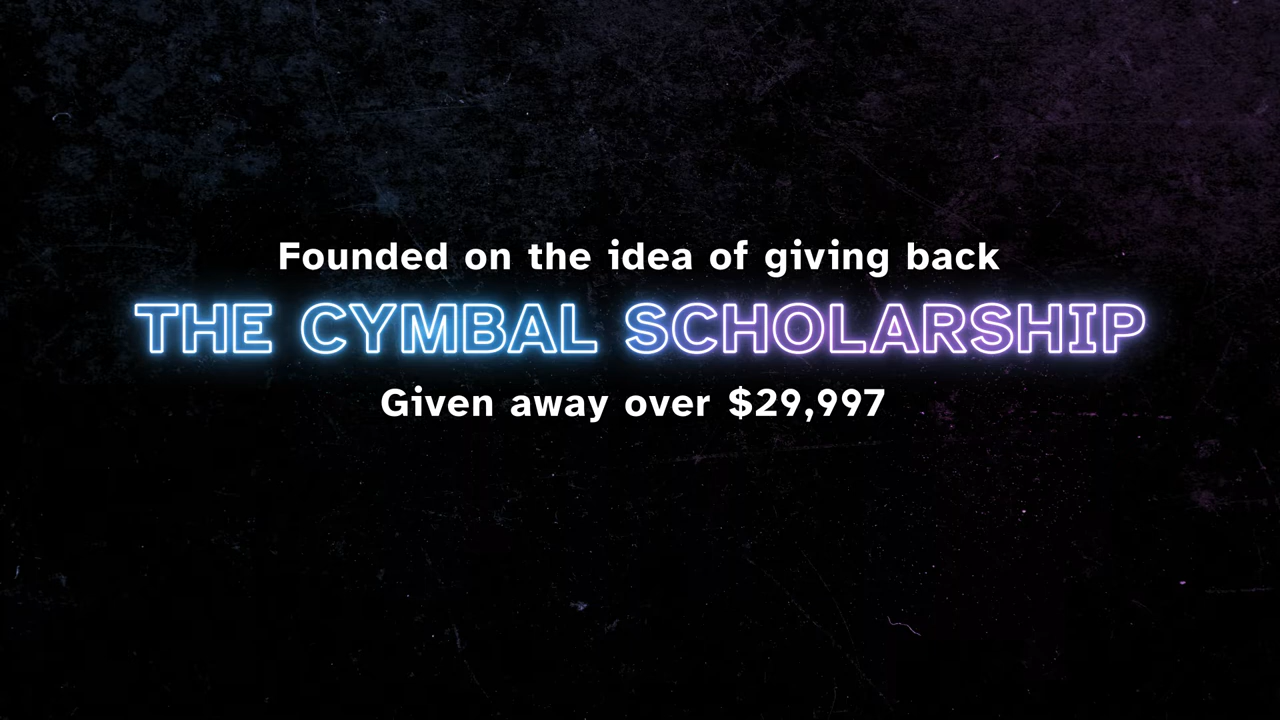 Founded on the idea of giving back
THE CYMBAL SCHOLARSHIP
Given away over $29,997